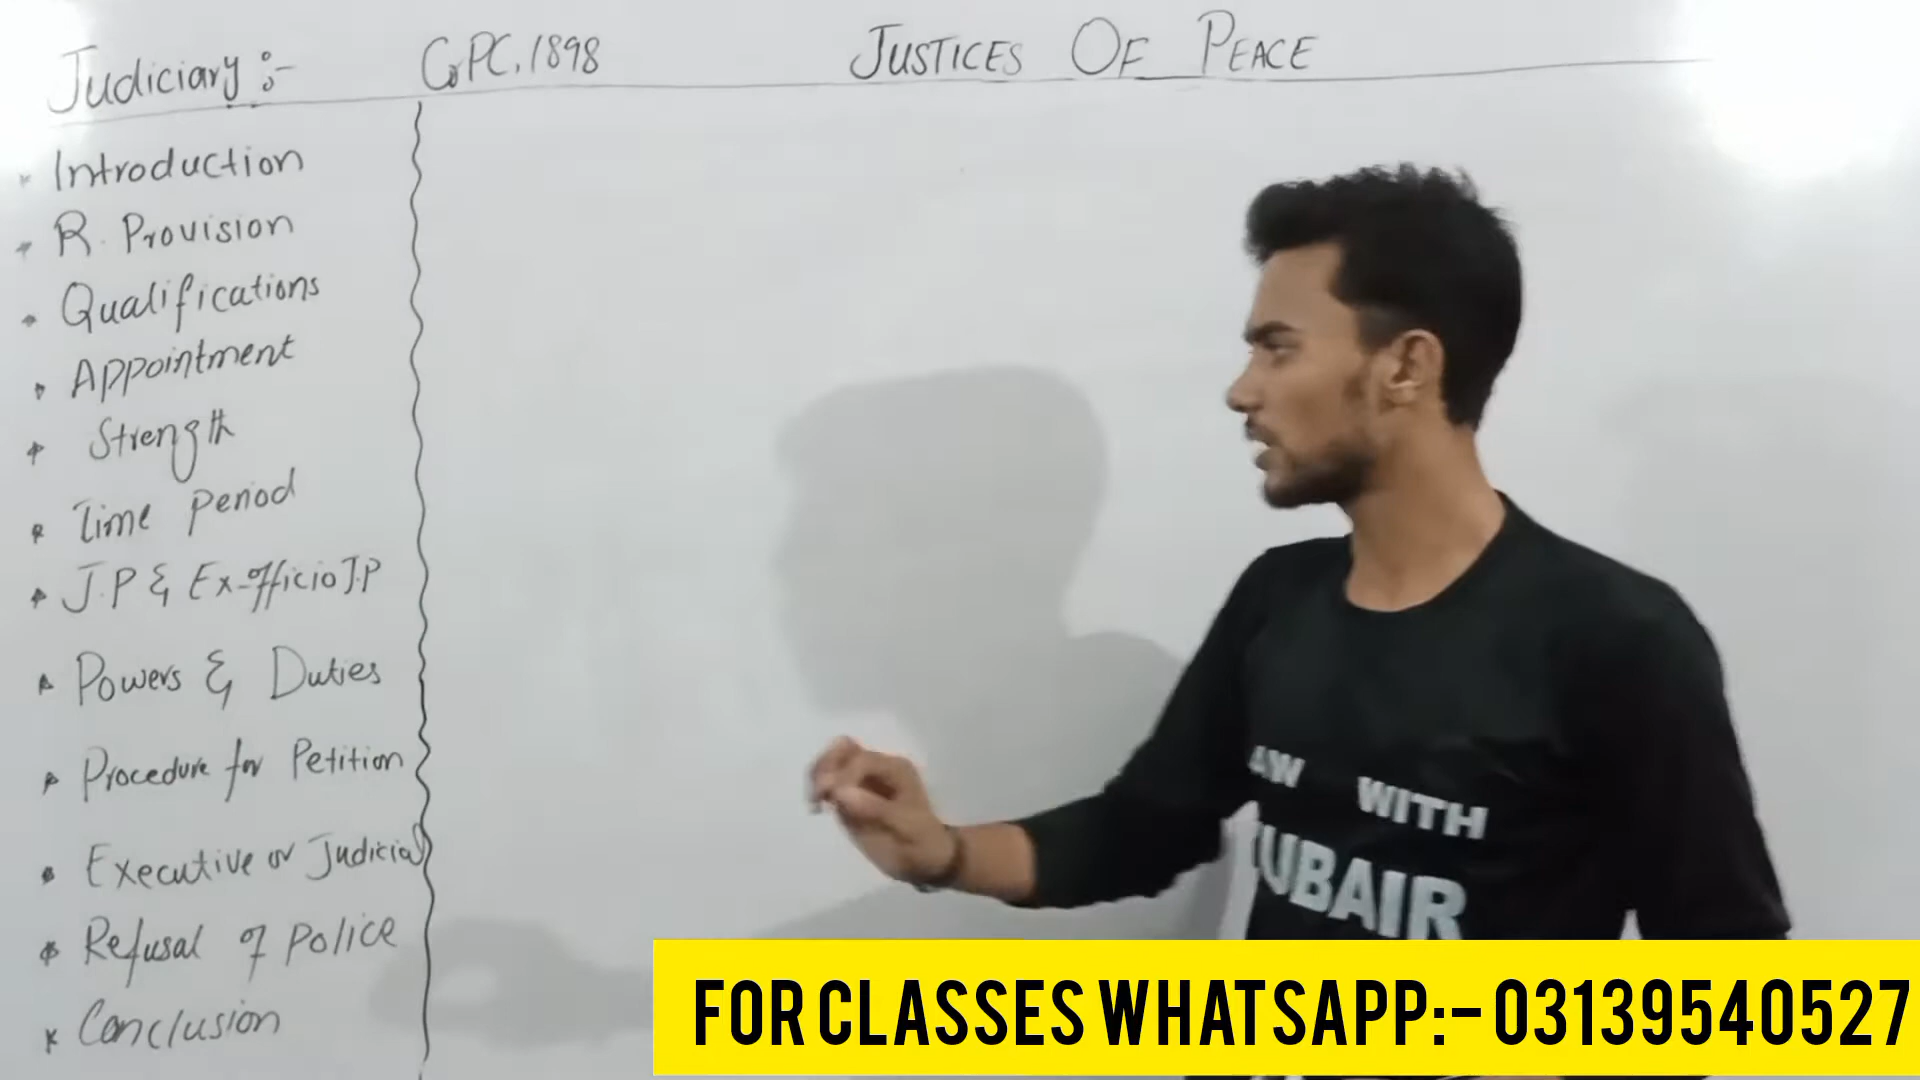 Judiciary :- CrPC, 1898 JUSTICES OF PEACE
Introduction
R. Provision
Qualifications
Appointment
Strength
Time period
J.P & Ex-officio J.P
Powers & Duties
Procedure for Petition
Executive or Judicial
Refusal of police
Conclusion
AW WITH
UBAIR
FOR CLASSES WHATSAPP:- 03139540527